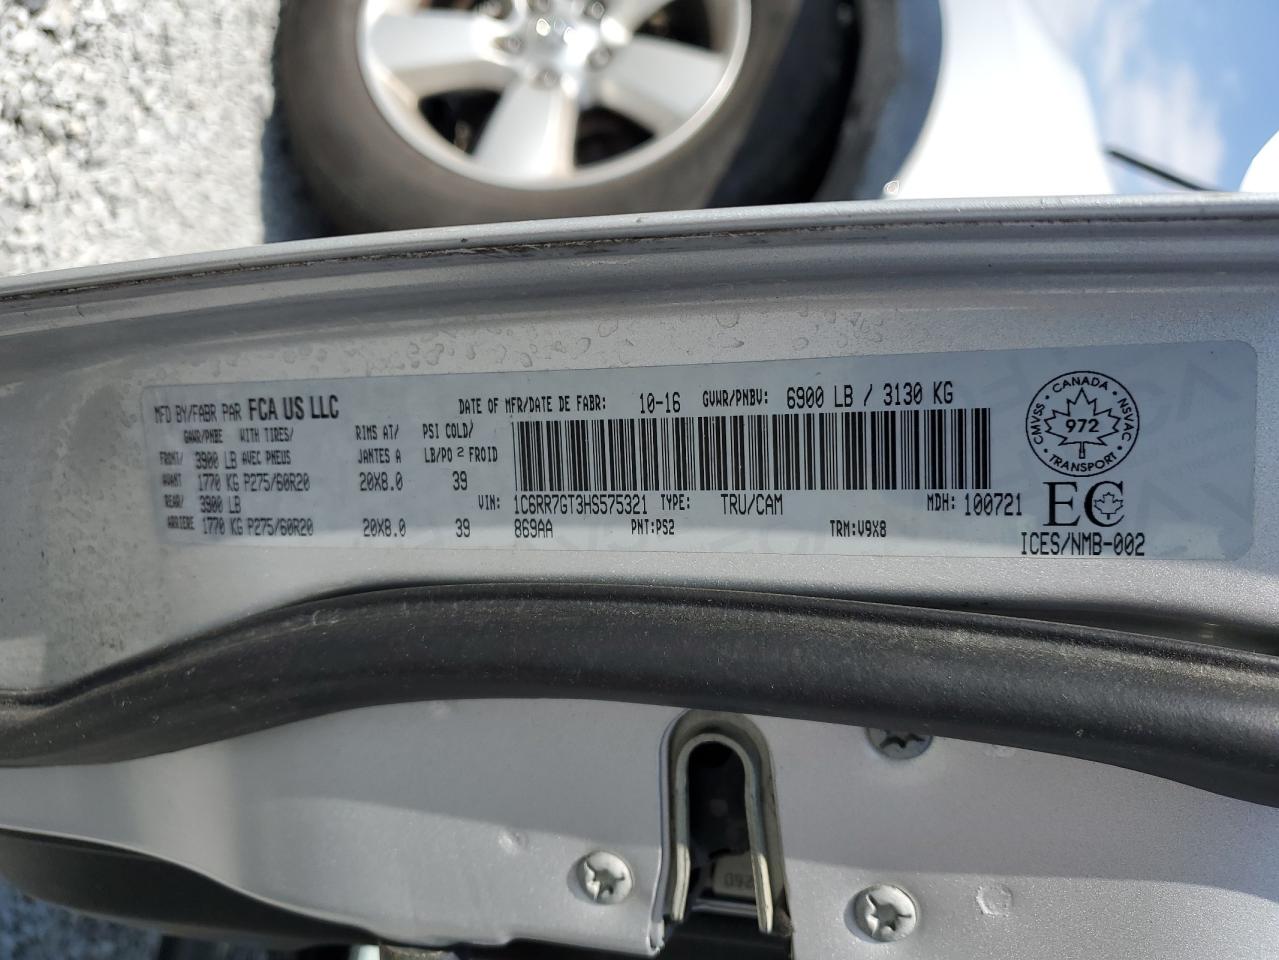 MFD BY/FABR PAR FCA US LLC DATE OF MFR/DATE DE FABR: 10-16 GVWR/PNBV: 6900 LB / 3130 KG
GAWR/PNBE WITH TIRES/ RIMS AT/ PSI COLD/
FRONT/ 3900 LB AVEC PNEUS JANTES A LB/PO 2 FROID
AVANT 1770 KG P275/60R20 20X8.0 39
REAR/ 3900 LB VIN: 1C6RR7GT3HS575321 TYPE: TRU/CAM MDH: 100721
ARRIERE 1770 KG P275/60R20 20X8.0 39 869AA PNT:PS2 TRM:V9X8
CANADA
CMVSS 972 NSVAC
TRANSPORT
EC
ICES/NMB-002